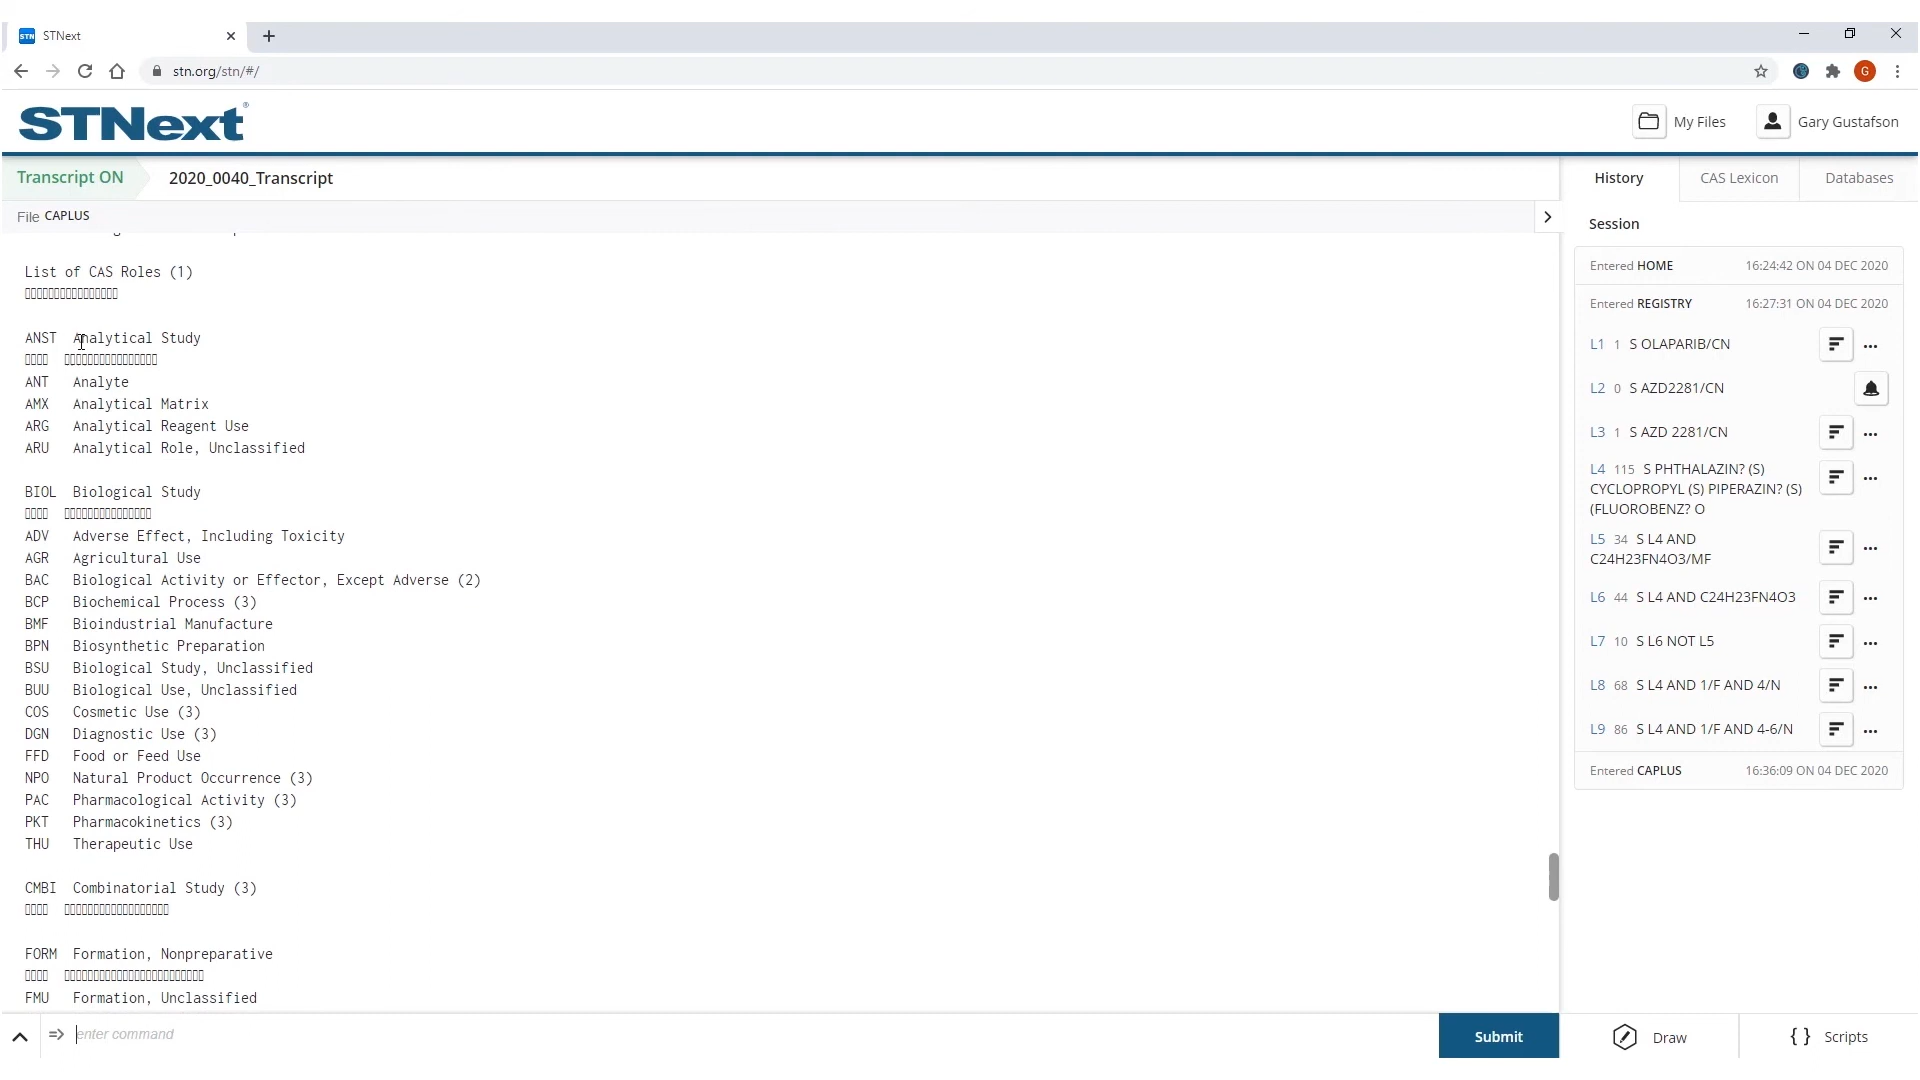 STNext
stn.org/stn/#/
G
STNext®
My Files
Gary Gustafson
Transcript ON
2020_0040_Transcript
File CAPLUS
List of CAS Roles (1)
ANST Analytical Study
ANT Analyte
AMX Analytical Matrix
ARG Analytical Reagent Use
ARU Analytical Role, Unclassified
BIOL Biological Study
ADV Adverse Effect, Including Toxicity
AGR Agricultural Use
BAC Biological Activity or Effector, Except Adverse (2)
BCP Biochemical Process (3)
BMF Bioindustrial Manufacture
BPN Biosynthetic Preparation
BSU Biological Study, Unclassified
BUU Biological Use, Unclassified
COS Cosmetic Use (3)
DGN Diagnostic Use (3)
FFD Food or Feed Use
NPO Natural Product Occurrence (3)
PAC Pharmacological Activity (3)
PKT Pharmacokinetics (3)
THU Therapeutic Use
CMBI Combinatorial Study (3)
FORM Formation, Nonpreparative
FMU Formation, Unclassified
=> enter command
Submit
History
CAS Lexicon
Databases
Session
Entered HOME 16:24:42 ON 04 DEC 2020
Entered REGISTRY 16:27:31 ON 04 DEC 2020
L1 1 S OLAPARIB/CN
L2 0 S AZD2281/CN
L3 1 S AZD 2281/CN
L4 115 S PHTHALAZIN? (S)
CYCLOPROPYL (S) PIPERAZIN? (S)
(FLUOROBENZ? O
L5 34 S L4 AND
C24H23FN4O3/MF
L6 44 S L4 AND C24H23FN4O3
L7 10 S L6 NOT L5
L8 68 S L4 AND 1/F AND 4/N
L9 86 S L4 AND 1/F AND 4-6/N
Entered CAPLUS 16:36:09 ON 04 DEC 2020
Draw
{ } Scripts